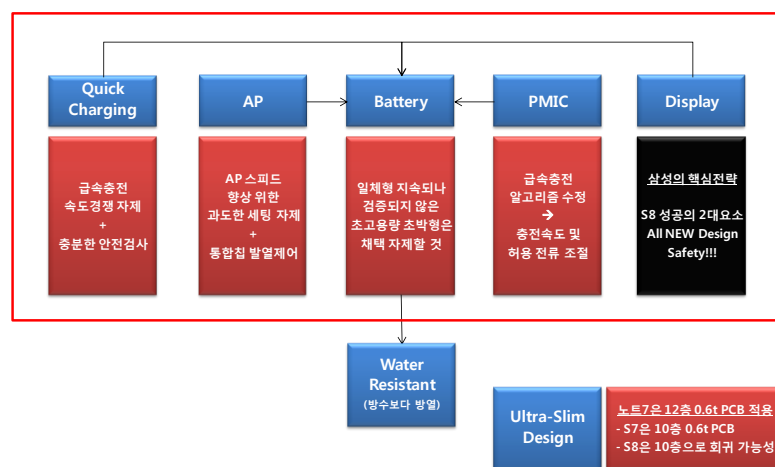 Quick
Charging
AP
Battery
PMIC
Display
급속충전
속도경쟁 자제
+
충분한 안전검사
AP 스피드
향상 위한
과도한 세팅 자제
+
통합칩 발열제어
일체형 지속되나
검증되지 않은
초고용량 초박형은
채택 자제할 것
급속충전
알고리즘 수정
→
충전속도 및
허용 전류 조절
삼성의 핵심전략
S8 성공의 2대요소
All NEW Design
Safety!!!
Water
Resistant
(방수보다 방열)
Ultra-Slim
Design
노트7은 12층 0.6t PCB 적용
- S7은 10층 0.6t PCB
- S8은 10층으로 회귀 가능성